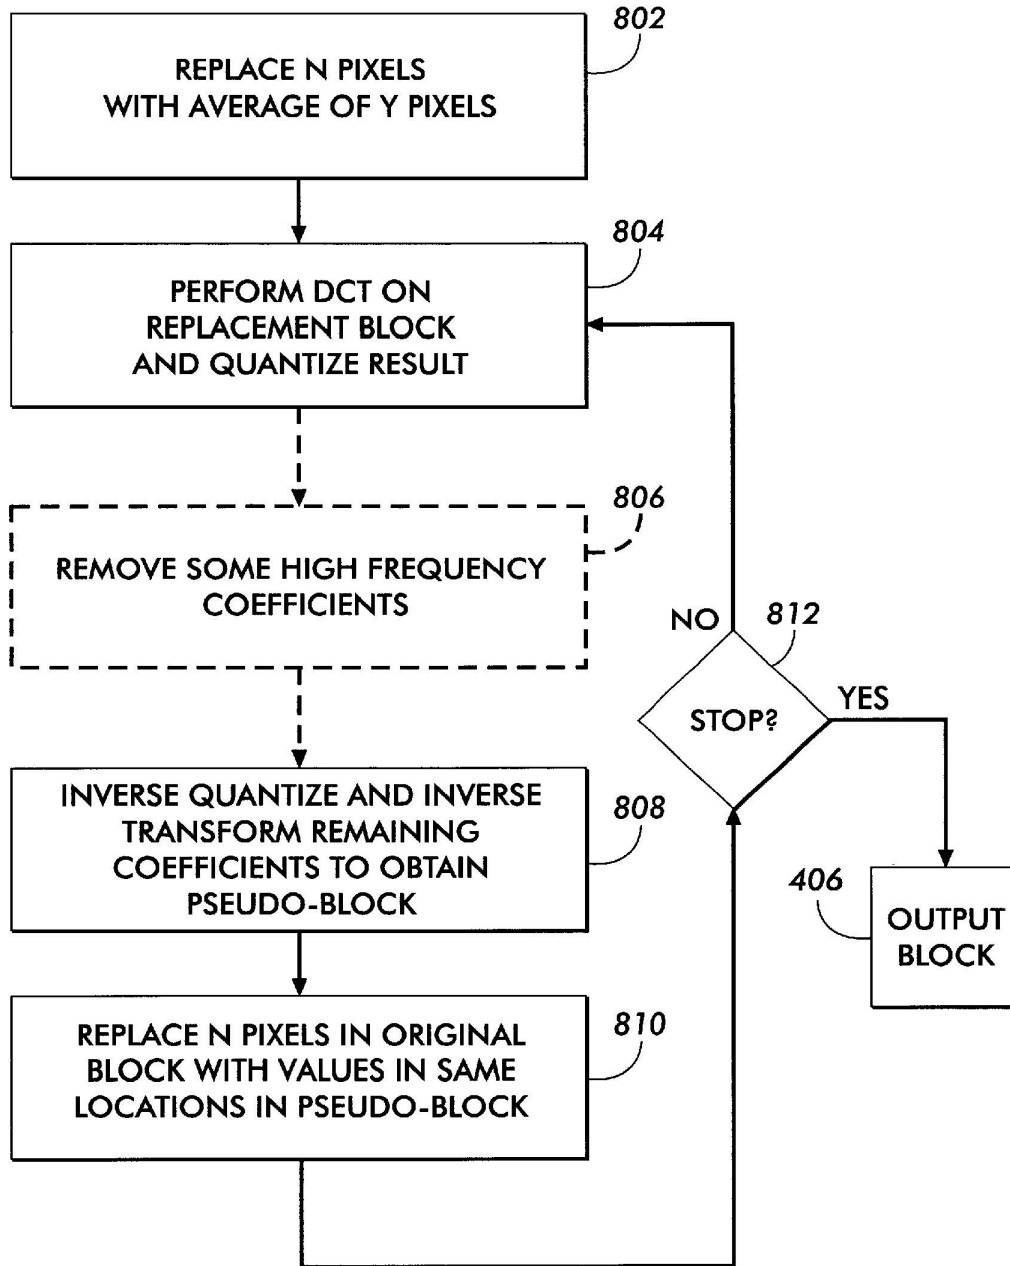 802
REPLACE N PIXELS
WITH AVERAGE OF Y PIXELS
804
PERFORM DCT ON
REPLACEMENT BLOCK
AND QUANTIZE RESULT
806
REMOVE SOME HIGH FREQUENCY
COEFFICIENTS
NO
812
STOP?
YES
INVERSE QUANTIZE AND INVERSE
TRANSFORM REMAINING
COEFFICIENTS TO OBTAIN
PSEUDO-BLOCK
808
406
OUTPUT
BLOCK
REPLACE N PIXELS IN ORIGINAL
BLOCK WITH VALUES IN SAME
LOCATIONS IN PSEUDO-BLOCK
810